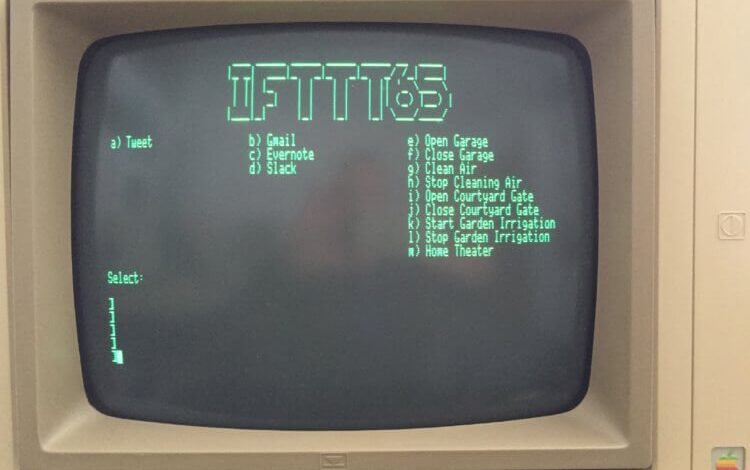 IFTTT65
a) Tweet b) Gmail e) Open Garage
c) Evernote f) Close Garage
d) Slack g) Clean Air
h) Stop Cleaning Air
i) Open Courtyard Gate
j) Close Courtyard Gate
k) Start Garden Irrigation
l) Stop Garden Irrigation
m) Home Theater
Select:
]
]
]
]
]